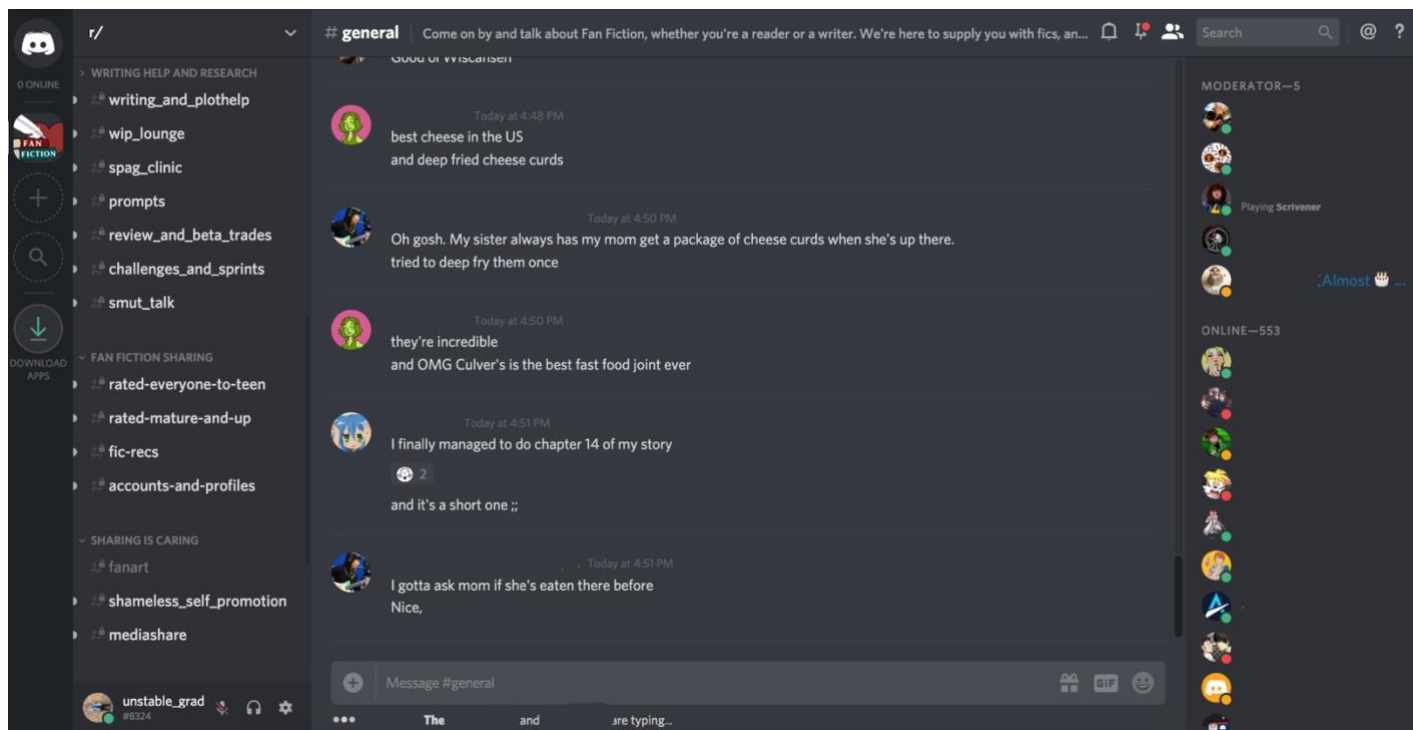 0 ONLINE
FAN
FICTION
DOWNLOAD
APPS
r/
WRITING HELP AND RESEARCH
writing_and_plothelp
wip_lounge
spag_clinic
prompts
review_and_beta_trades
challenges_and_sprints
smut_talk
FAN FICTION SHARING
rated-everyone-to-teen
rated-mature-and-up
fic-recs
accounts-and-profiles
SHARING IS CARING
fanart
shameless_self_promotion
mediashare
unstable_grad
#8324
# general Come on by and talk about Fan Fiction, whether you're a reader or a writer. We're here to supply you with fics, an... Search @ ?
Good ol Wiscansen
Today at 4:48 PM
best cheese in the US
and deep fried cheese curds
Today at 4:50 PM
Oh gosh. My sister always has my mom get a package of cheese curds when she's up there.
tried to deep fry them once
Today at 4:50 PM
they're incredible
and OMG Culver's is the best fast food joint ever
Today at 4:51 PM
I finally managed to do chapter 14 of my story
2
and it's a short one ;;
Today at 4:51 PM
I gotta ask mom if she's eaten there before
Nice,
Message #general
GIF
The and are typing...
MODERATOR—5
Playing Scrivener
Almost 🎂 ...
ONLINE—553